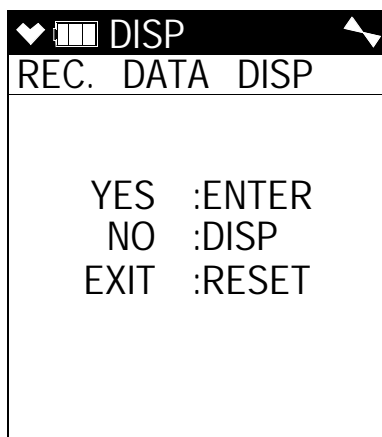 DISP
REC. DATA DISP
YES :ENTER
NO :DISP
EXIT :RESET